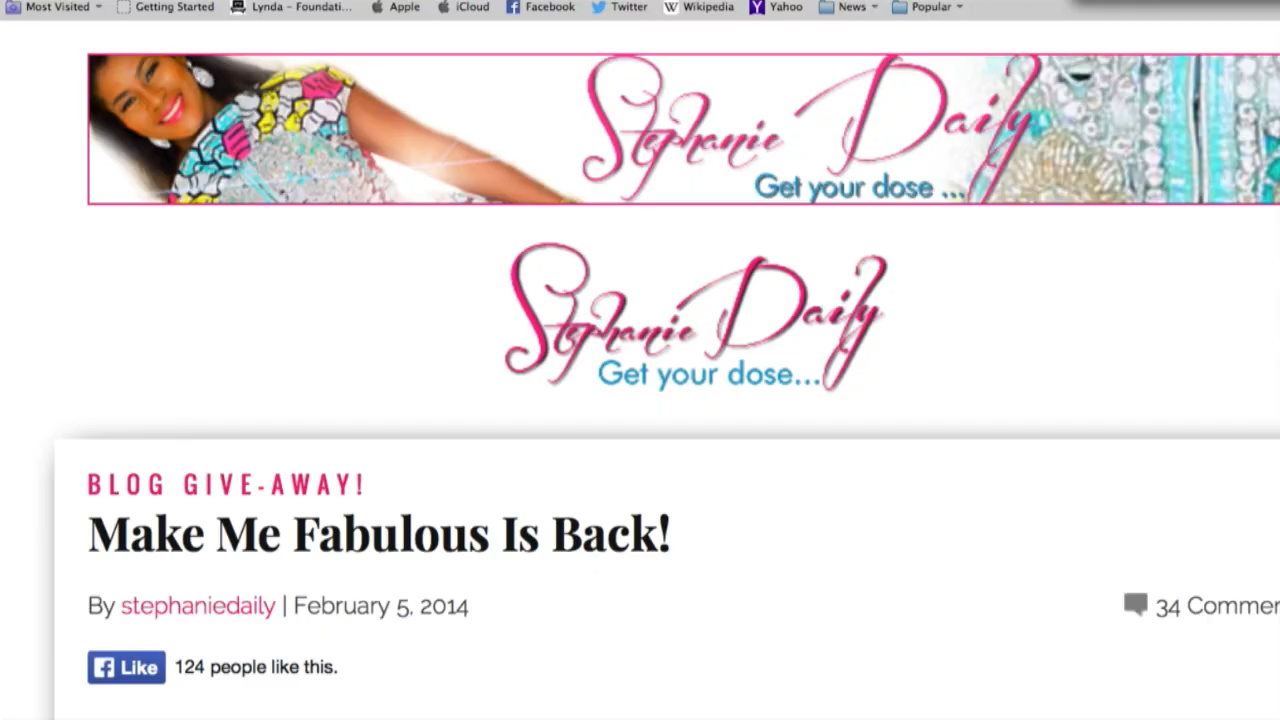 Most Visited Getting Started Lynda – Foundati... Apple iCloud Facebook Twitter Wikipedia Yahoo News Popular
Stephanie Daily
Get your dose ...
Stephanie Daily
Get your dose...
BLOG GIVE-AWAY!
Make Me Fabulous Is Back!
By stephaniedaily | February 5, 2014
34 Commen
Like 124 people like this.